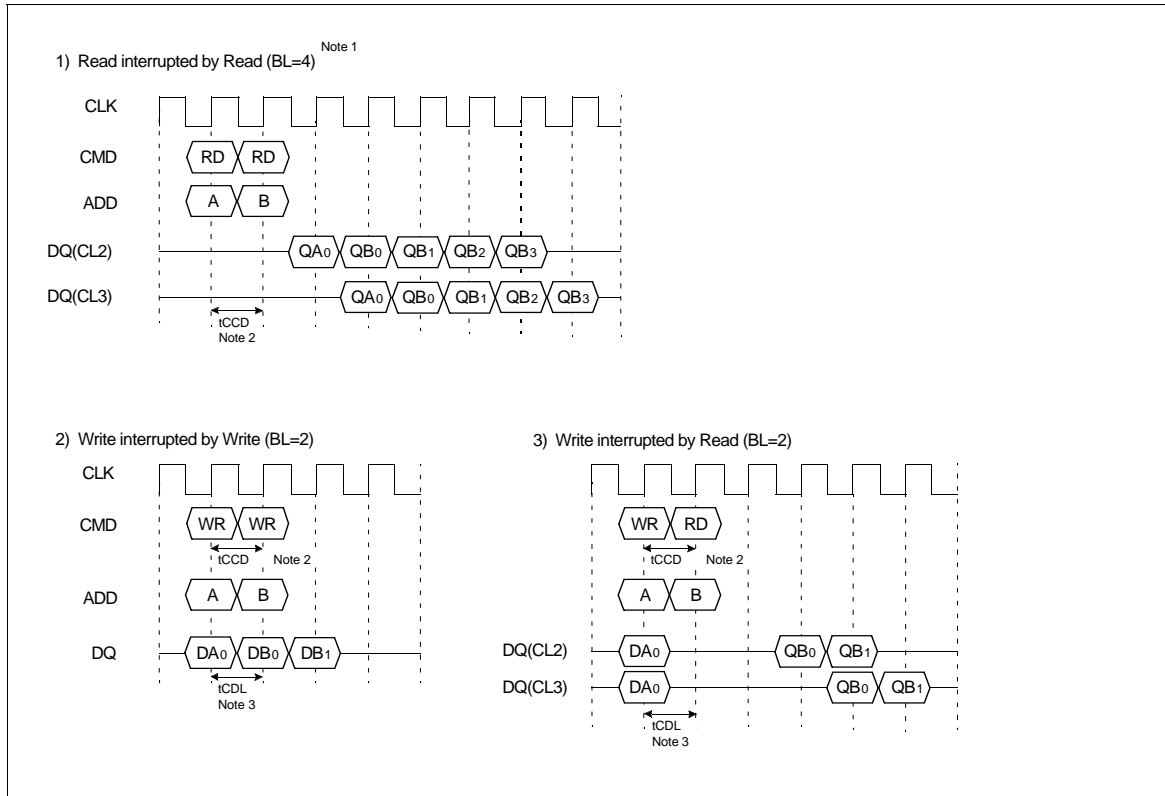 1) Read interrupted by Read (BL=4) Note 1
CLK
CMD RD RD
ADD A B
DQ(CL2) QA0 QB0 QB1 QB2 QB3
DQ(CL3) QA0 QB0 QB1 QB2 QB3
tCCD
Note 2
2) Write interrupted by Write (BL=2)
CLK
CMD WR WR
tCCD Note 2
ADD A B
DQ DA0 DB0 DB1
tCDL
Note 3
3) Write interrupted by Read (BL=2)
WR RD
tCCD Note 2
A B
DQ(CL2) DA0 QB0 QB1
DQ(CL3) DA0 QB0 QB1
tCDL
Note 3